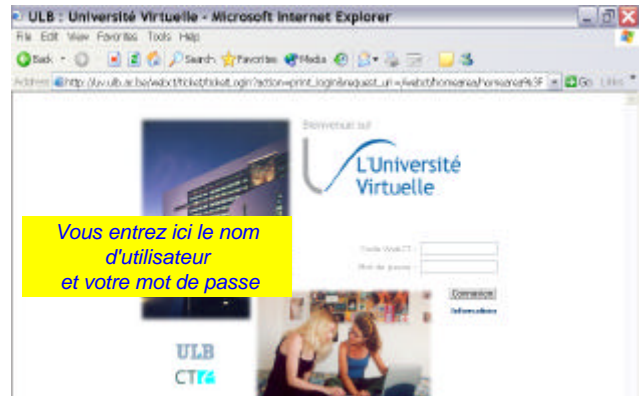 ULB : Université Virtuelle - Microsoft Internet Explorer
File Edit View Favorites Tools Help
Back Search Favorites Media
Address Go Links
Bienvenue sur
L'Université
Virtuelle
Vous entrez ici le nom
d'utilisateur
et votre mot de passe
Mot de passe :
Connexion
Informations
ULB
CTE